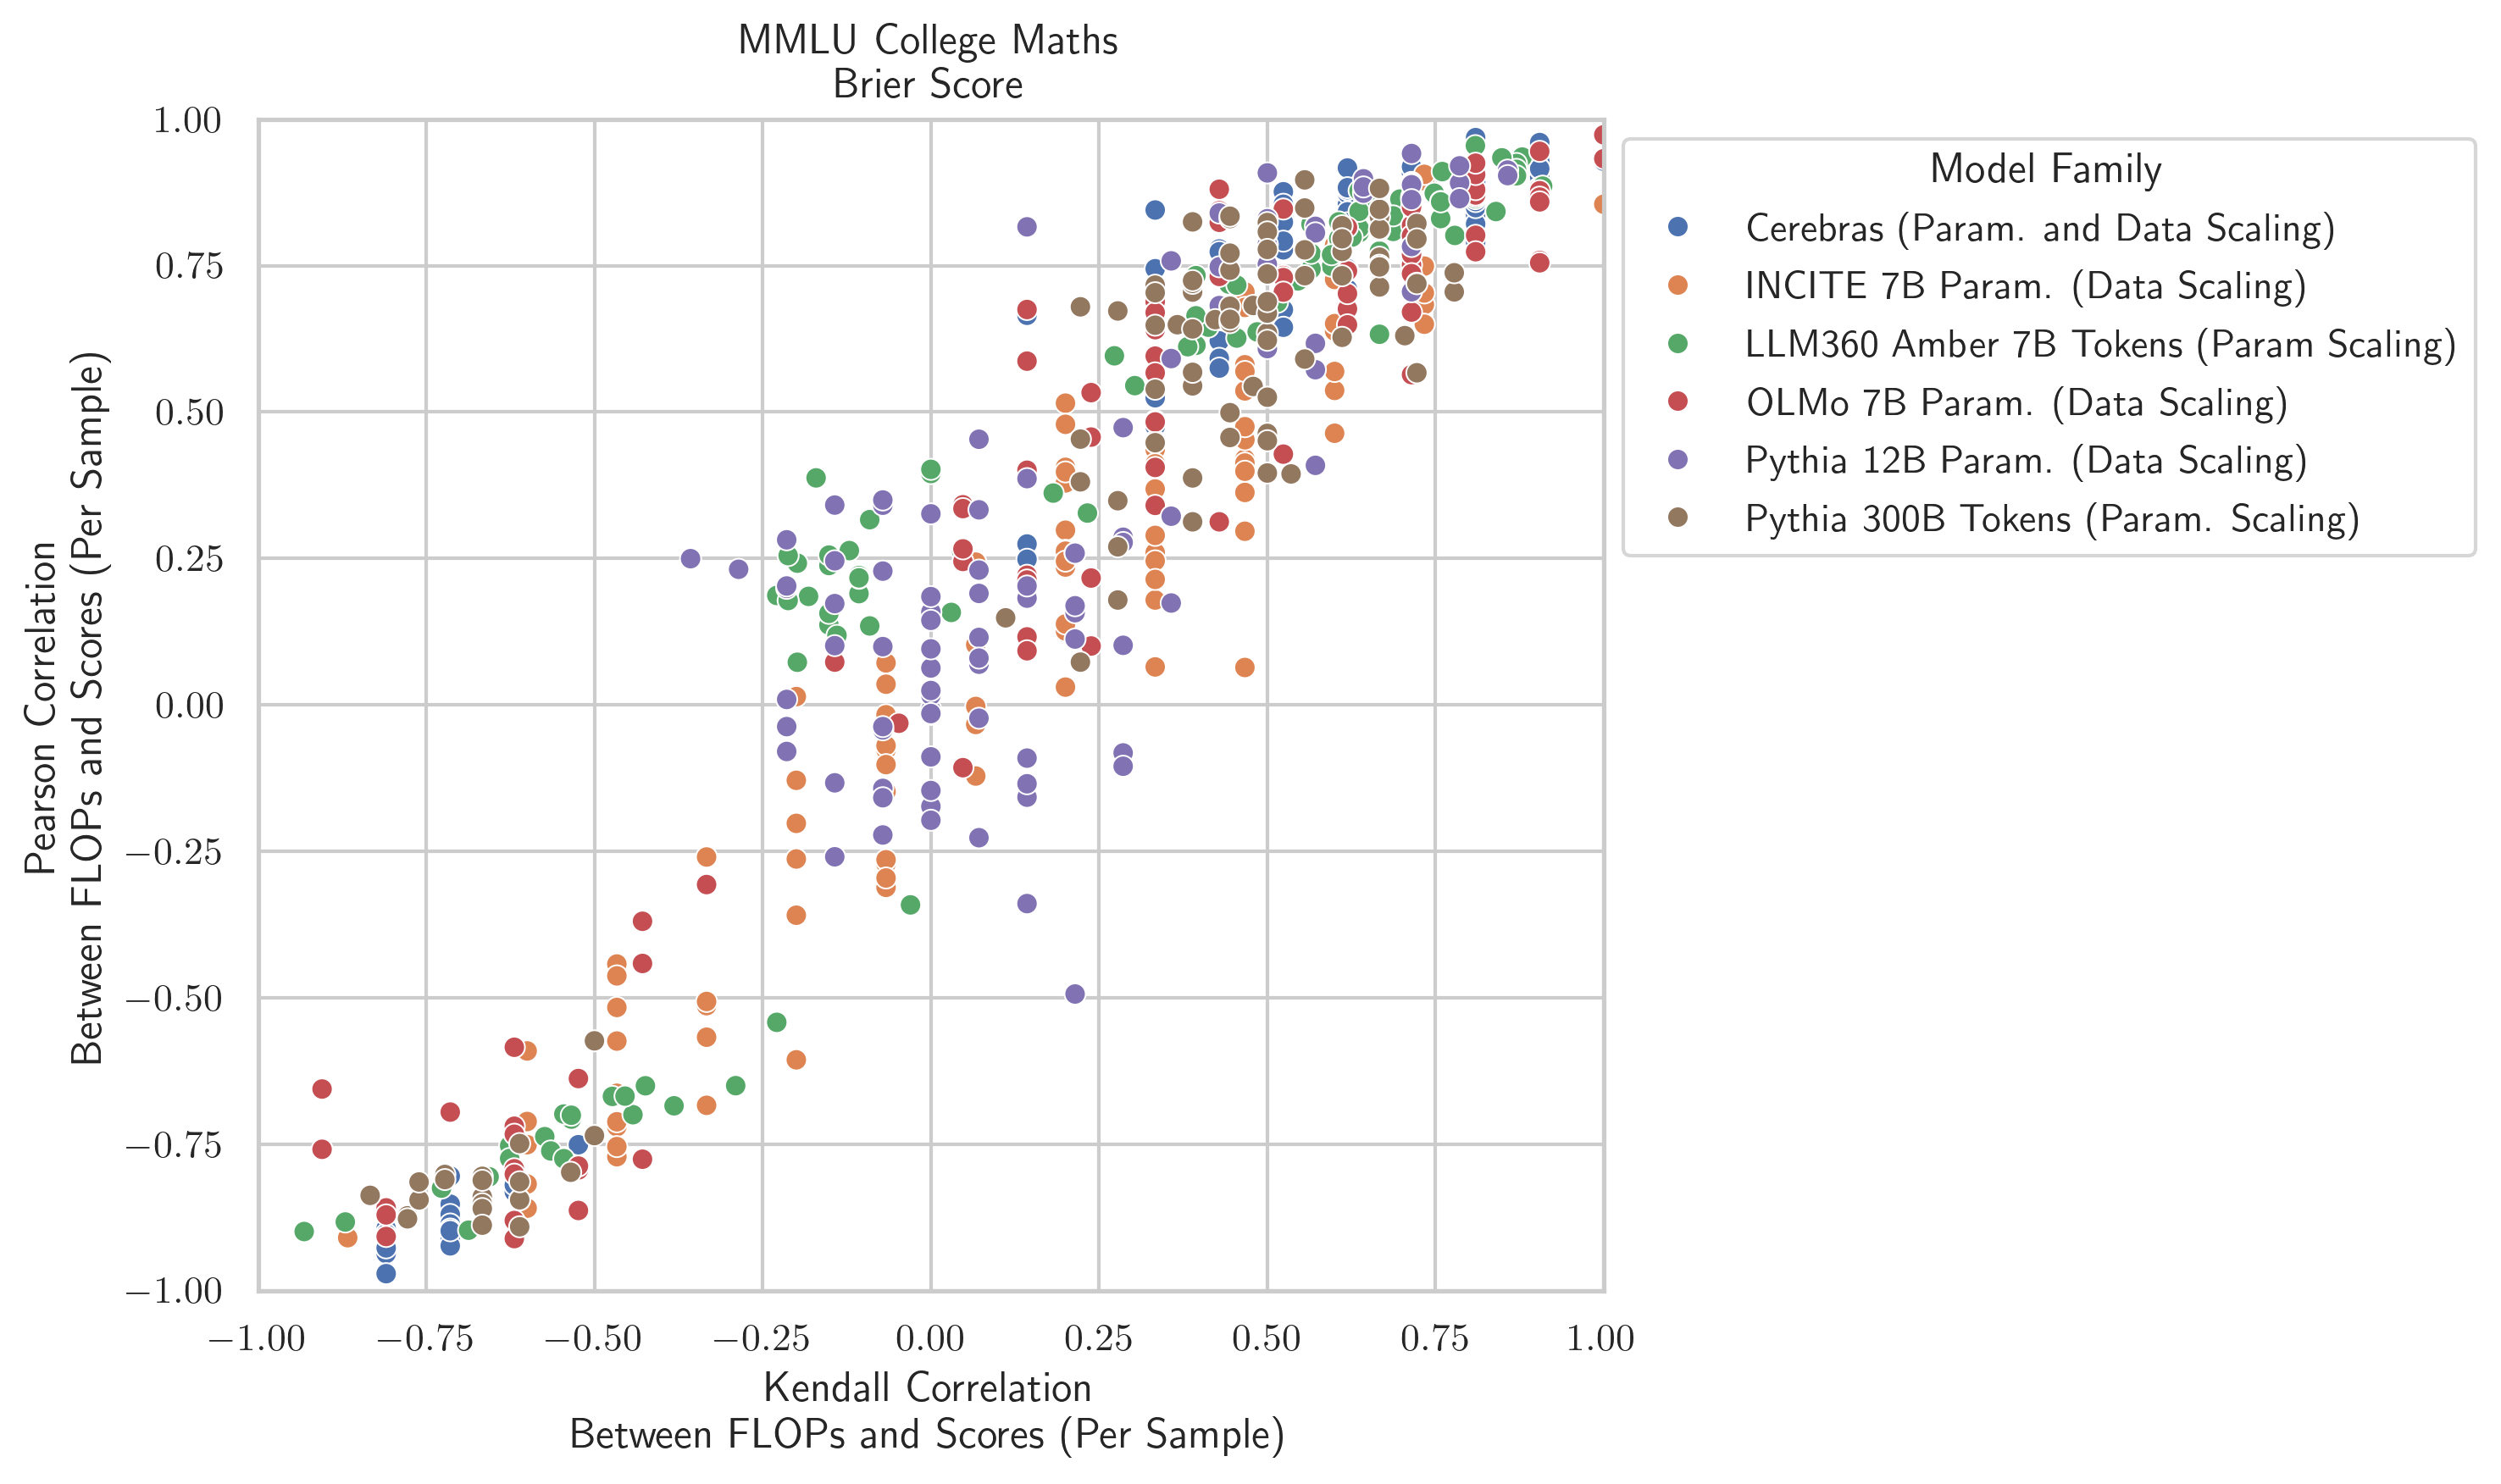 MMLU College Maths
Brier Score
1.00
0.75
0.50
0.25
0.00
−0.25
−0.50
−0.75
−1.00
Pearson Correlation
Between FLOPs and Scores (Per Sample)
−1.00 −0.75 −0.50 −0.25 0.00 0.25 0.50 0.75 1.00
Kendall Correlation
Between FLOPs and Scores (Per Sample)
Model Family
Cerebras (Param. and Data Scaling)
INCITE 7B Param. (Data Scaling)
LLM360 Amber 7B Tokens (Param Scaling)
OLMo 7B Param. (Data Scaling)
Pythia 12B Param. (Data Scaling)
Pythia 300B Tokens (Param. Scaling)